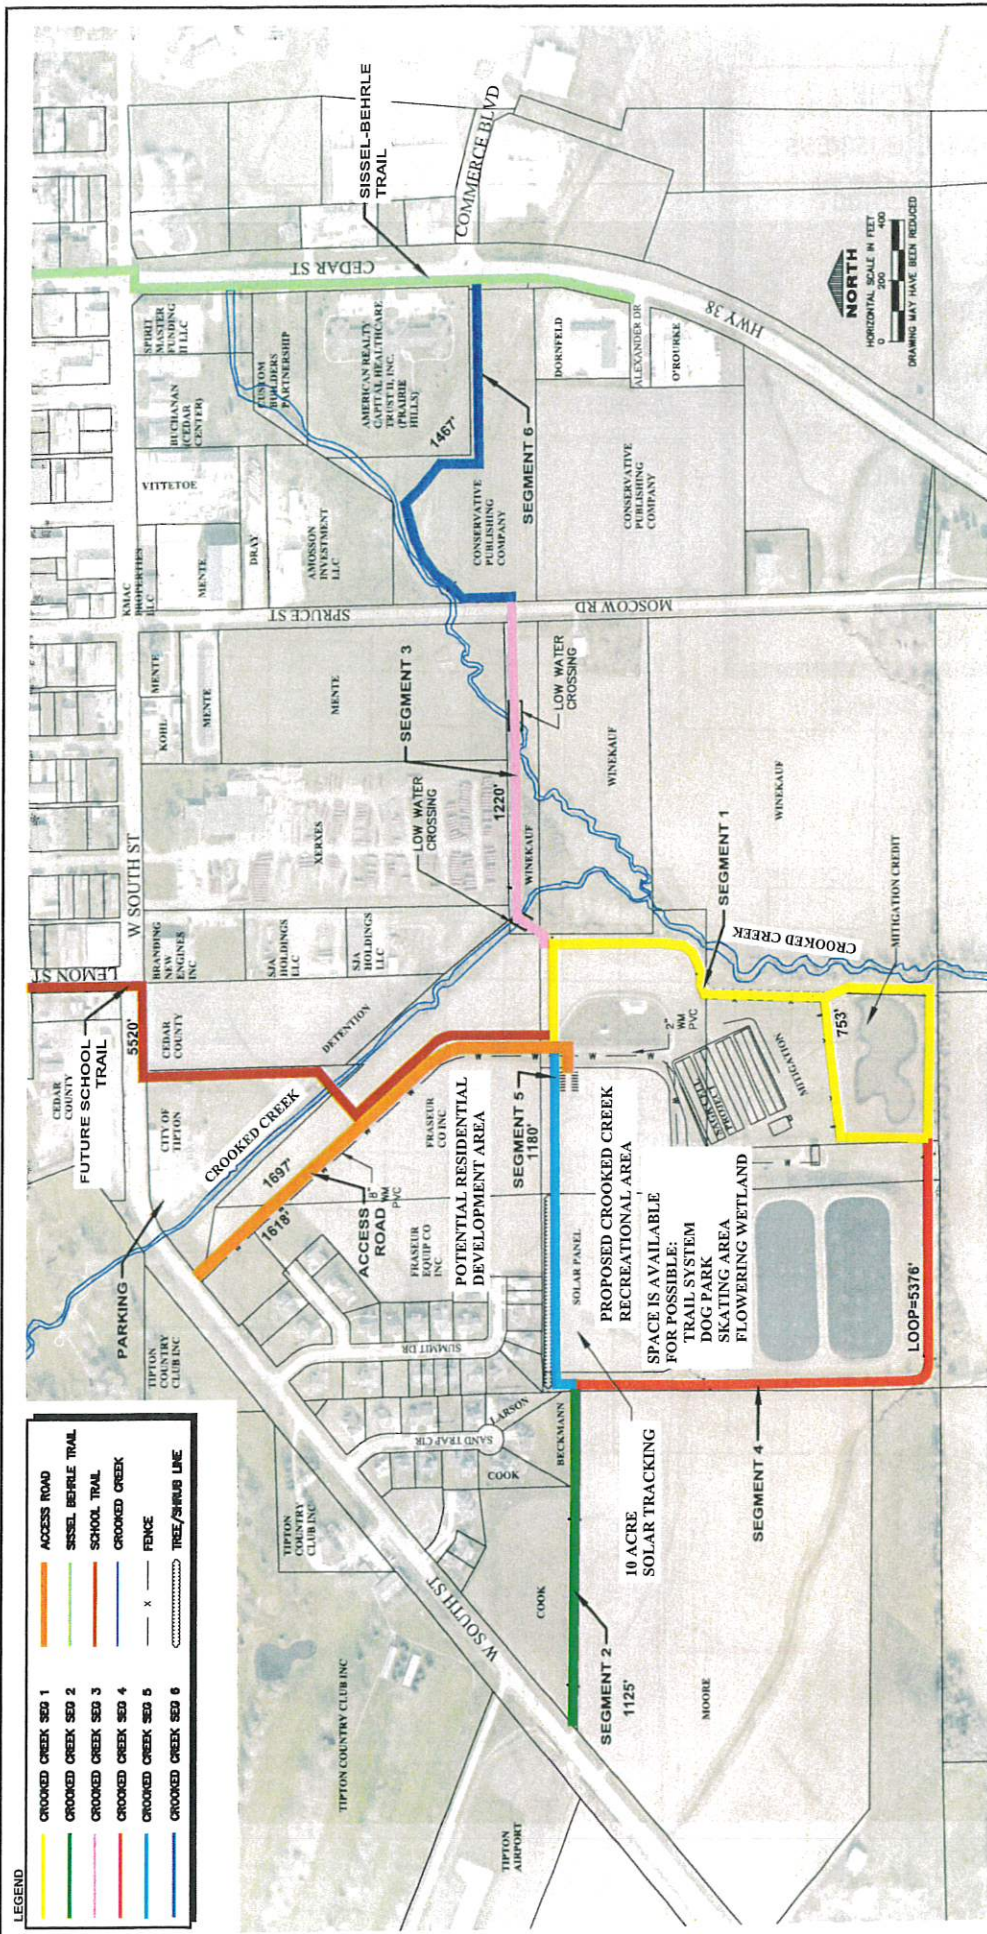 LEGEND
CROOKED CREEK SEG 1
CROOKED CREEK SEG 2
CROOKED CREEK SEG 3
CROOKED CREEK SEG 4
CROOKED CREEK SEG 5
CROOKED CREEK SEG 6
ACCESS ROAD
SISSEL BEHRLE TRAIL
SCHOOL TRAIL
CROOKED CREEK
X
FENCE
TREE/SHRUB LINE
TIPTON COUNTRY CLUB INC
TIPTON
AIRPORT
W SOUTH ST
TIPTON
COUNTRY
CLUB INC
COOK
SEGMENT 2
1125'
MOORE
COOK
SAND TRAP CIR
LARSON
BECKMANN
10 ACRE
SOLAR TRACKING
SEGMENT 4
TIPTON
COUNTRY
CLUB INC
PARKING
SUMMIT DR
FRASEUR
EQUIP CO
INC
POTENTIAL RESIDENTIAL
DEVELOPMENT AREA
SOLAR PANEL
PROPOSED CROOKED CREEK
RECREATIONAL AREA
SPACE IS AVAILABLE
FOR POSSIBLE:
TRAIL SYSTEM
DOG PARK
SKATING AREA
FLOWERING WETLAND
LOOP=5376'
ACCESS
ROAD
8"
WM
PVC
1618'
1697'
CROOKED CREEK
FRASEUR
CO INC
SEGMENT 5
1180'
2"
WM
PVC
MITIGATION
753'
CITY OF
TIPTON
CEDAR
COUNTY
FUTURE SCHOOL
TRAIL
5520'
LEMON ST
CEDAR
COUNTY
DETENTION
BRANDING
NEW
ENGINES
INC
SJA
HOLDINGS
LLC
SJA
HOLDINGS
LLC
W SOUTH ST
LOW WATER
CROSSING
XERXES
1220'
WINEKAUF
SEGMENT 3
CROOKED CREEK
SEGMENT 1
MITIGATION CREDIT
WINEKAUF
WINEKAUF
LOW WATER
CROSSING
KOHL
MENTE
MENTE
MENTE
SPRUCE ST
MOSCOW RD
KMAC
PROPERTIES
LLC
MENTE
DRAY
AMOSSON
INVESTMENT
LLC
VITTETOE
BUCHANAN
(CEDAR
CENTER)
SPIRIT
MASTER
FUNDING
II LLC
CUSTOM
BUILDERS
PARTNERSHIP
AMERICAN REALTY
CAPITAL HEALTHCARE
TRUST II, INC.
(PRAIRIE
HILLS)
1467'
CONSERVATIVE
PUBLISHING
COMPANY
SEGMENT 6
CONSERVATIVE
PUBLISHING
COMPANY
DORNFELD
ALEXANDER DR
O'ROURKE
CEDAR ST
SISSEL-BEHRLE
TRAIL
COMMERCE BLVD
HWY 38
NORTH
HORIZONTAL SCALE IN FEET
0 200 400
DRAWING MAY HAVE BEEN REDUCED